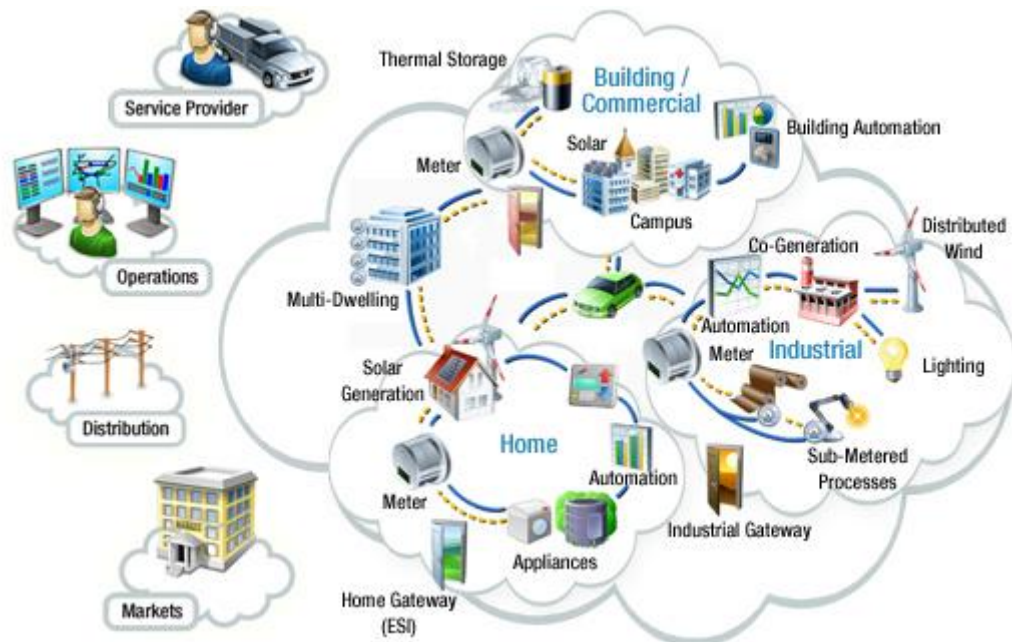 Service Provider
Operations
Distribution
Markets
Thermal Storage
Building /
Commercial
Building Automation
Meter
Solar
Campus
Multi-Dwelling
Co-Generation
Distributed
Wind
Automation
Meter
Industrial
Lighting
Sub-Metered
Processes
Industrial Gateway
Solar
Generation
Home
Automation
Meter
Appliances
Home Gateway
(ESI)